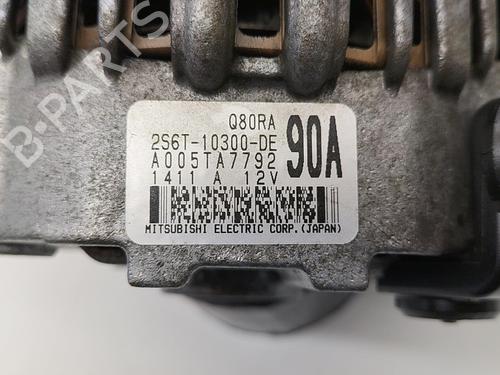 B-PARTS
Q80RA
2S6T-10300-DE
90A
A005TA7792
1411 A 12V
MITSUBISHI ELECTRIC CORP.(JAPAN)